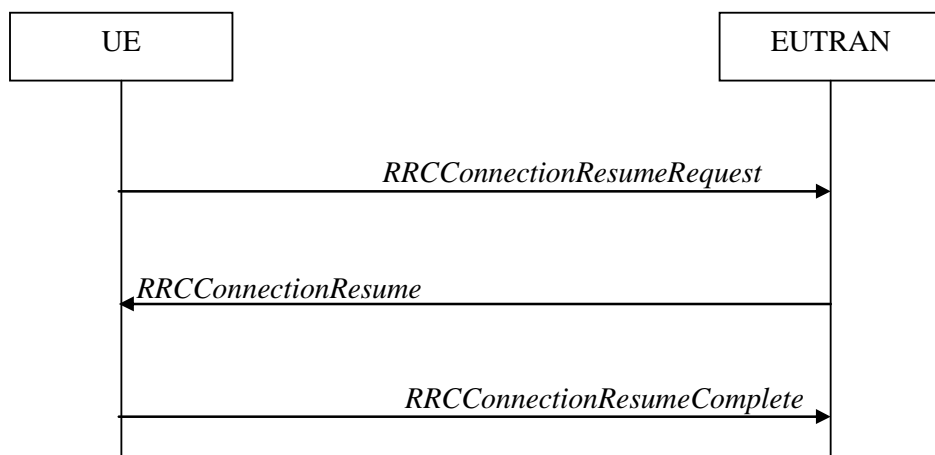 UE
EUTRAN
RRCConnectionResumeRequest
RRCConnectionResume
RRCConnectionResumeComplete